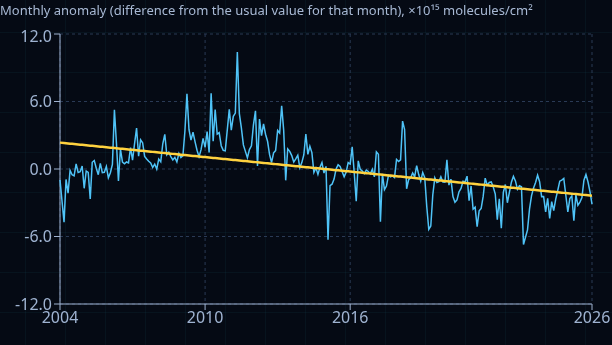 Monthly anomaly (difference from the usual value for that month), ×10¹⁵ molecules/cm²
12.0
6.0
0.0
-6.0
-12.0
2004 2010 2016 2026